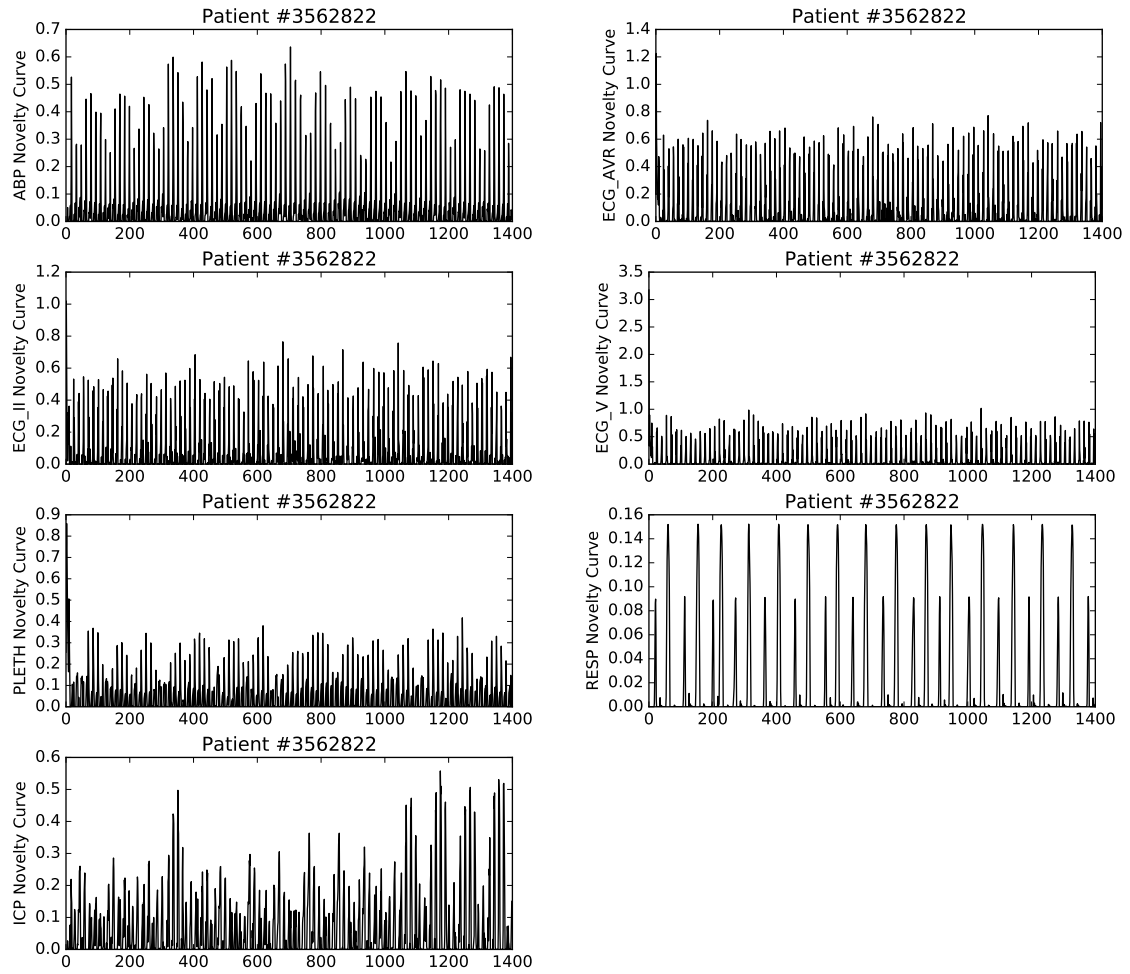 Patient #3562822
ABP Novelty Curve
0.7
0.6
0.5
0.4
0.3
0.2
0.1
0.0
0 200 400 600 800 1000 1200 1400
Patient #3562822
ECG_AVR Novelty Curve
1.4
1.2
1.0
0.8
0.6
0.4
0.2
0.0
0 200 400 600 800 1000 1200 1400
Patient #3562822
ECG_II Novelty Curve
1.2
1.0
0.8
0.6
0.4
0.2
0.0
0 200 400 600 800 1000 1200 1400
Patient #3562822
ECG_V Novelty Curve
3.5
3.0
2.5
2.0
1.5
1.0
0.5
0.0
0 200 400 600 800 1000 1200 1400
Patient #3562822
PLETH Novelty Curve
0.9
0.8
0.7
0.6
0.5
0.4
0.3
0.2
0.1
0.0
0 200 400 600 800 1000 1200 1400
Patient #3562822
RESP Novelty Curve
0.16
0.14
0.12
0.10
0.08
0.06
0.04
0.02
0.00
0 200 400 600 800 1000 1200 1400
Patient #3562822
ICP Novelty Curve
0.6
0.5
0.4
0.3
0.2
0.1
0.0
0 200 400 600 800 1000 1200 1400